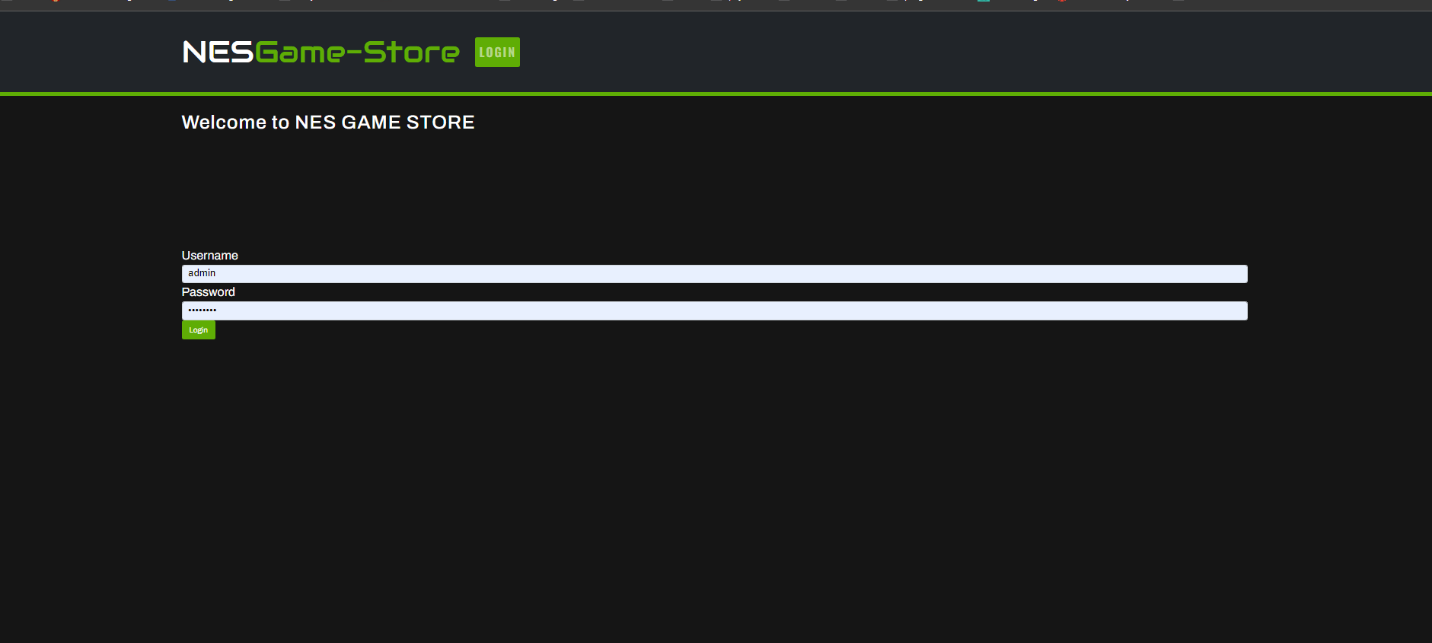 NESGame-Store LOGIN
Welcome to NES GAME STORE
Username
admin
Password
••••••••
Login